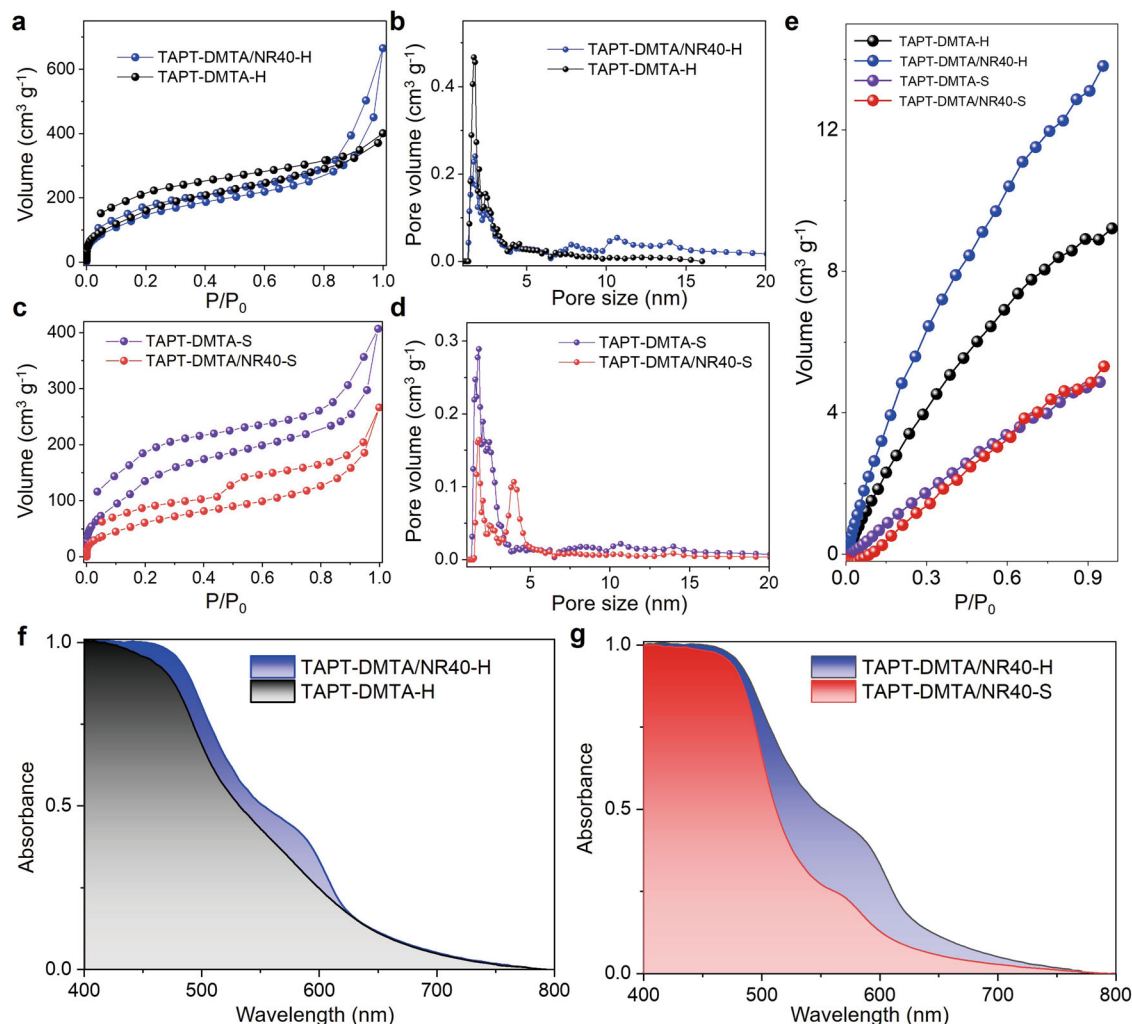 a
Volume (cm³ g⁻¹)
600
400
200
0
TAPT-DMTA/NR40-H
TAPT-DMTA-H
0.0 0.2 0.4 0.6 0.8 1.0
P/P₀
b
Pore volume (cm³ g⁻¹)
0.4
0.2
0.0
TAPT-DMTA/NR40-H
TAPT-DMTA-H
5 10 15 20
Pore size (nm)
c
Volume (cm³ g⁻¹)
400
300
200
100
0
TAPT-DMTA-S
TAPT-DMTA/NR40-S
0.0 0.2 0.4 0.6 0.8 1.0
P/P₀
d
Pore volume (cm³ g⁻¹)
0.3
0.2
0.1
0.0
TAPT-DMTA-S
TAPT-DMTA/NR40-S
5 10 15 20
Pore size (nm)
e
Volume (cm³ g⁻¹)
12
8
4
0
TAPT-DMTA-H
TAPT-DMTA/NR40-H
TAPT-DMTA-S
TAPT-DMTA/NR40-S
0.0 0.3 0.6 0.9
P/P₀
f
Absorbance
1.0
0.5
0.0
TAPT-DMTA/NR40-H
TAPT-DMTA-H
400 500 600 700 800
Wavelength (nm)
g
Absorbance
1.0
0.5
0.0
TAPT-DMTA/NR40-H
TAPT-DMTA/NR40-S
400 500 600 700 800
Wavelength (nm)